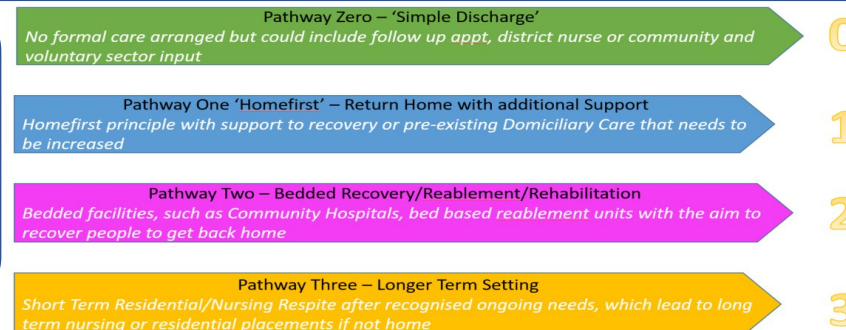 Pathway Zero – ‘Simple Discharge’
No formal care arranged but could include follow up appt, district nurse or community and
voluntary sector input
0
Pathway One ‘Homefirst’ – Return Home with additional Support
Homefirst principle with support to recovery or pre-existing Domiciliary Care that needs to
be increased
1
Pathway Two – Bedded Recovery/Reablement/Rehabilitation
Bedded facilities, such as Community Hospitals, bed based reablement units with the aim to
recover people to get back home
2
Pathway Three – Longer Term Setting
Short Term Residential/Nursing Respite after recognised ongoing needs, which lead to long
term nursing or residential placements if not home
3